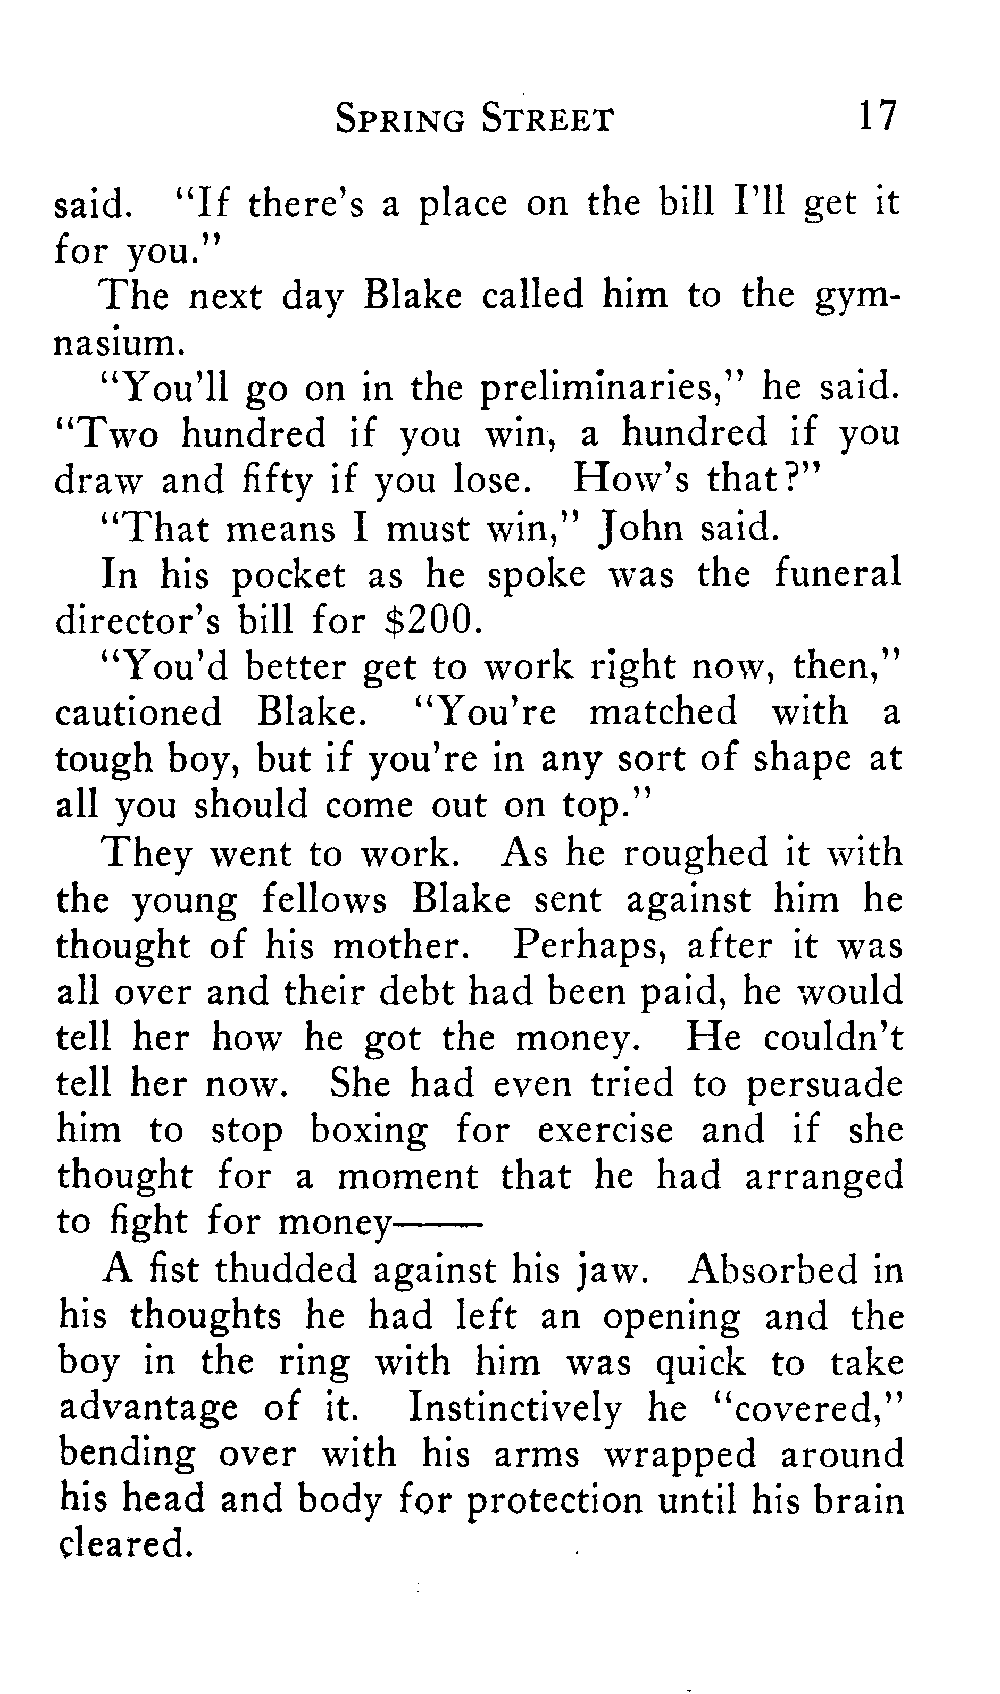 Spring Street 17
said. "If there's a place on the bill I'll get it
for you."
The next day Blake called him to the gym-
nasium.
"You'll go on in the preliminaries," he said.
"Two hundred if you win, a hundred if you
draw and fifty if you lose. How's that?"
"That means I must win," John said.
In his pocket as he spoke was the funeral
director's bill for $200.
"You'd better get to work right now, then,"
cautioned Blake. "You're matched with a
tough boy, but if you're in any sort of shape at
all you should come out on top."
They went to work. As he roughed it with
the young fellows Blake sent against him he
thought of his mother. Perhaps, after it was
all over and their debt had been paid, he would
tell her how he got the money. He couldn't
tell her now. She had even tried to persuade
him to stop boxing for exercise and if she
thought for a moment that he had arranged
to fight for money——
A fist thudded against his jaw. Absorbed in
his thoughts he had left an opening and the
boy in the ring with him was quick to take
advantage of it. Instinctively he "covered,"
bending over with his arms wrapped around
his head and body for protection until his brain
cleared.